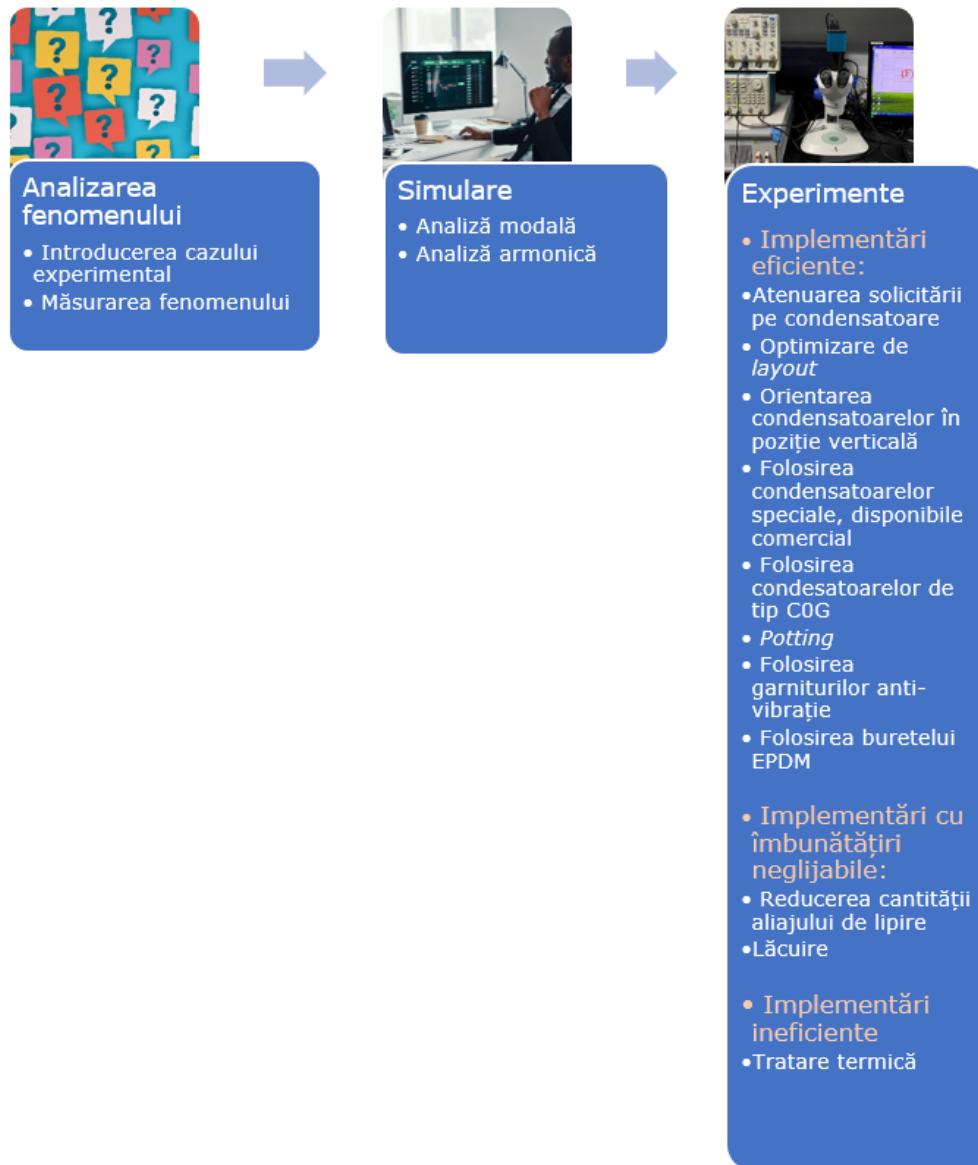 Analizarea
fenomenului
• Introducerea cazului
experimental
• Măsurarea fenomenului
Simulare
• Analiză modală
• Analiză armonică
Experimente
• Implementări
eficiente:
•Atenuarea solicitării
pe condensatoare
• Optimizare de
layout
• Orientarea
condensatoarelor în
poziție verticală
• Folosirea
condensatoarelor
speciale, disponibile
comercial
• Folosirea
condesatoarelor de
tip C0G
• Potting
• Folosirea
garniturilor anti-
vibrație
• Folosirea buretelui
EPDM
• Implementări cu
îmbunătățiri
neglijabile:
• Reducerea cantității
aliajului de lipire
•Lăcuire
• Implementări
ineficiente
•Tratare termică